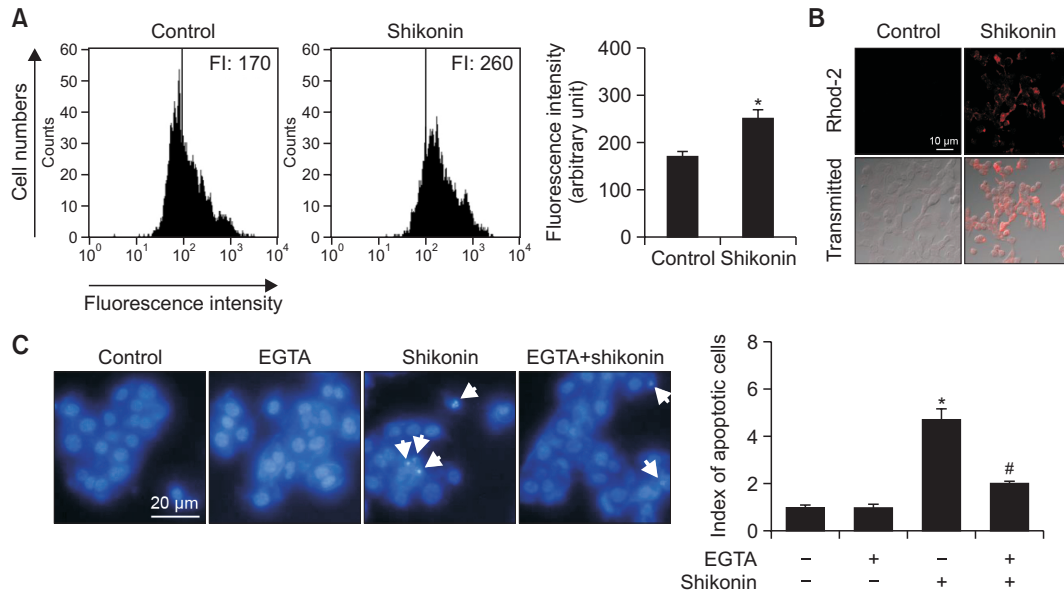 A
Control
Shikonin
Cell numbers
Counts
60
50
40
30
20
10
0
FI: 170
10⁰ 10¹ 10² 10³ 10⁴
Counts
60
50
40
30
20
10
0
FI: 260
10⁰ 10¹ 10² 10³ 10⁴
Fluorescence intensity
Fluorescence intensity
(arbitrary unit)
400
300
200
100
0
*
Control Shikonin
B
Control Shikonin
Rhod-2
10 µm
Transmitted
C
Control EGTA Shikonin EGTA+shikonin
20 µm
Index of apoptotic cells
8
6
4
2
0
*
#
EGTA – + – +
Shikonin – – + +